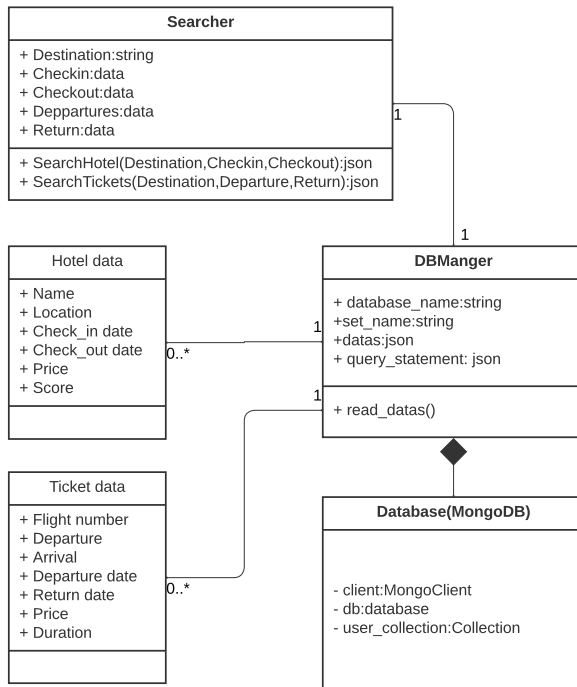 Searcher
+ Destination:string
+ Checkin:data
+ Checkout:data
+ Deppartures:data
+ Return:data
+ SearchHotel(Destination,Checkin,Checkout):json
+ SearchTickets(Destination,Departure,Return):json
1
1
Hotel data
+ Name
+ Location
+ Check_in date
+ Check_out date
+ Price
+ Score
0..*
1
DBManger
+ database_name:string
+set_name:string
+datas:json
+ query_statement: json
+ read_datas()
1
Ticket data
+ Flight number
+ Departure
+ Arrival
+ Departure date
+ Return date
+ Price
+ Duration
0..*
Database(MongoDB)
- client:MongoClient
- db:database
- user_collection:Collection